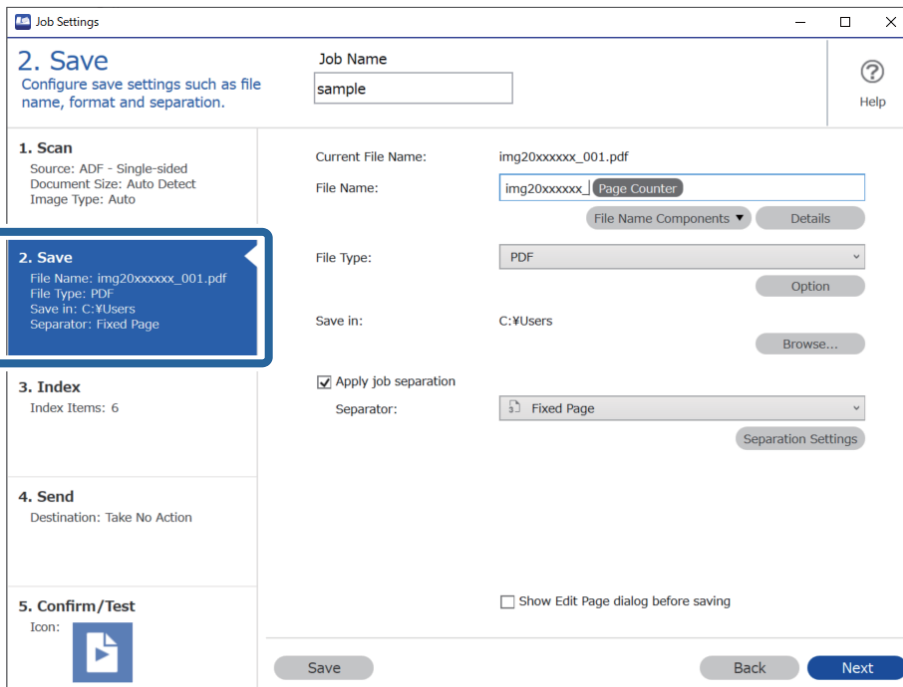 Job Settings
2. Save
Configure save settings such as file
name, format and separation.
Job Name
sample
Help
1. Scan
Source: ADF - Single-sided
Document Size: Auto Detect
Image Type: Auto
2. Save
File Name: img20xxxxxx_001.pdf
File Type: PDF
Save in: C:¥Users
Separator: Fixed Page
3. Index
Index Items: 6
4. Send
Destination: Take No Action
5. Confirm/Test
Icon:
Current File Name: img20xxxxxx_001.pdf
File Name: img20xxxxxx_ Page Counter
File Name Components ▼ Details
File Type: PDF
Option
Save in: C:¥Users
Browse...
Apply job separation
Separator: Fixed Page
Separation Settings
Show Edit Page dialog before saving
Save Back Next